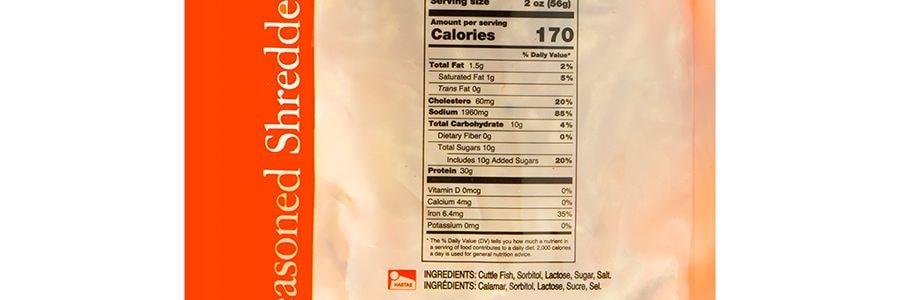 easoned Shredde
Serving size 2 oz (56g)
Amount per serving
Calories 170
% Daily Value*
Total Fat 1.5g 2%
Saturated Fat 1g 5%
Trans Fat 0g
Cholestero 60mg 20%
Sodium 1960mg 85%
Total Carbohydrate 10g 4%
Dietary Fiber 0g 0%
Total Sugars 10g
Includes 10g Added Sugars 20%
Protein 30g
Vitamin D 0mcg 0%
Calcium 4mg 0%
Iron 6.4mg 35%
Potassium 0mg 0%
* The % Daily Value (DV) tells you how much a nutrient in
a serving of food contributes to a daily diet. 2,000 calories
a day is used for general nutrition advice.
HASTAS
INGREDIENTS: Cuttle Fish, Sorbitol, Lactose, Sugar, Salt.
INGRÉDIENTS: Calamar, Sorbitol, Lactose, Sucre, Sel.